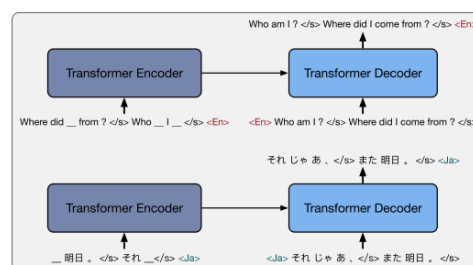 Who am I ? </s> Where did I come from ? </s> <En>
Transformer Encoder
Transformer Decoder
Where did __ from ? </s> Who __ I __ </s> <En>
<En> Who am I ? </s> Where did I come from ? </s>
それ じゃ あ 、</s> また 明日 。 </s> <Ja>
Transformer Encoder
Transformer Decoder
__ 明日 。 </s> それ __</s> <Ja>
<Ja> それ じゃ あ 、</s> また 明日 。 </s>